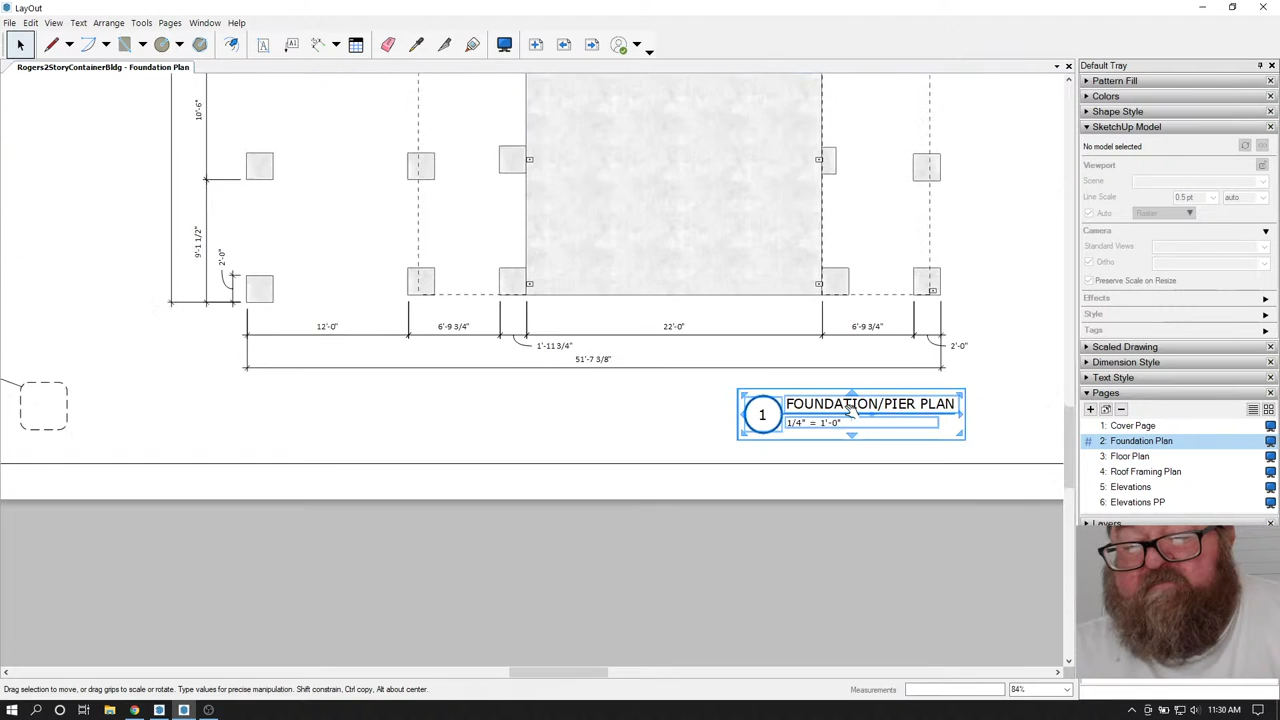 LayOut
File Edit View Text Arrange Tools Pages Window Help
Rogers2StoryContainerBldg - Foundation Plan
10'-6"
9'-1 1/2"
2'-0"
12'-0"
6'-9 3/4"
22'-0"
6'-9 3/4"
1'-11 3/4"
2'-0"
51'-7 3/8"
1
FOUNDATION/PIER PLAN
1/4" = 1'-0"
Default Tray
Pattern Fill
Colors
Shape Style
SketchUp Model
No model selected
Viewport
Scene
Line Scale 0.5 pt auto
Auto Raster
Camera
Standard Views
Ortho
Preserve Scale on Resize
Effects
Style
Tags
Scaled Drawing
Dimension Style
Text Style
Pages
1: Cover Page
# 2: Foundation Plan
3: Floor Plan
4: Roof Framing Plan
5: Elevations
6: Elevations PP
Layers
Drag selection to move, or drag grips to scale or rotate. Type values for precise manipulation. Shift constrain, Ctrl copy, Alt about center.
Measurements
84%
11:30 AM